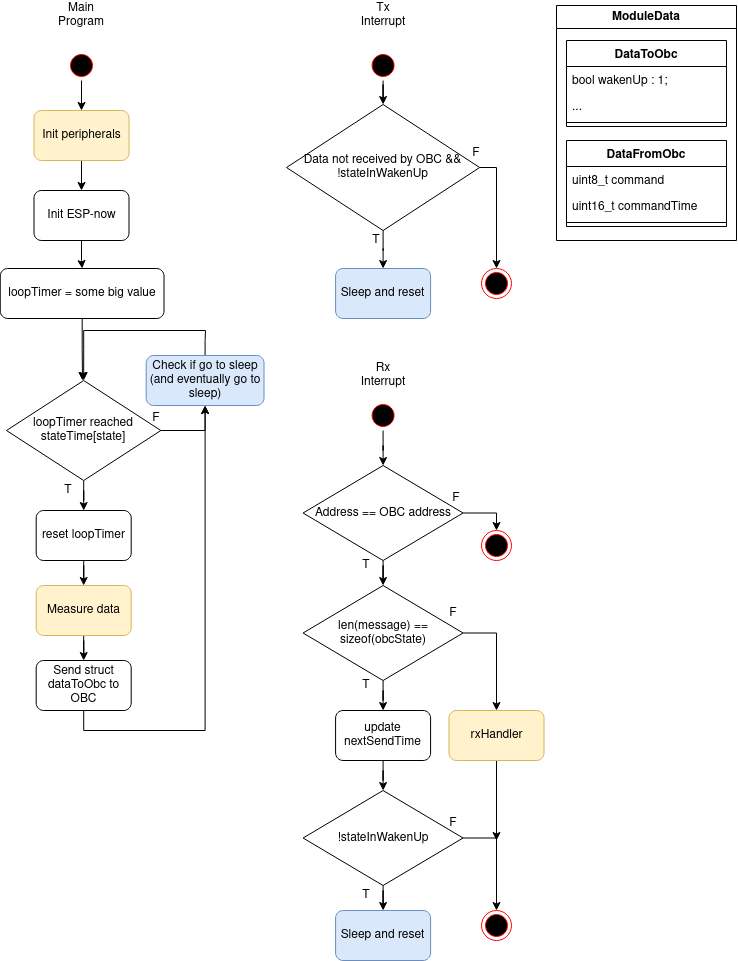 Main
Program
Init peripherals
Init ESP-now
loopTimer = some big value
Check if go to sleep
(and eventually go to
sleep)
loopTimer reached
stateTime[state]
F
T
reset loopTimer
Measure data
Send struct
dataToObc to
OBC
Tx
Interrupt
Data not received by OBC &&
!stateInWakenUp
F
T
Sleep and reset
Rx
Interrupt
Address == OBC address
F
T
len(message) ==
sizeof(obcState)
F
T
update
nextSendTime
rxHandler
!stateInWakenUp
F
T
Sleep and reset
ModuleData
DataToObc
bool wakenUp : 1;
...
DataFromObc
uint8_t command
uint16_t commandTime